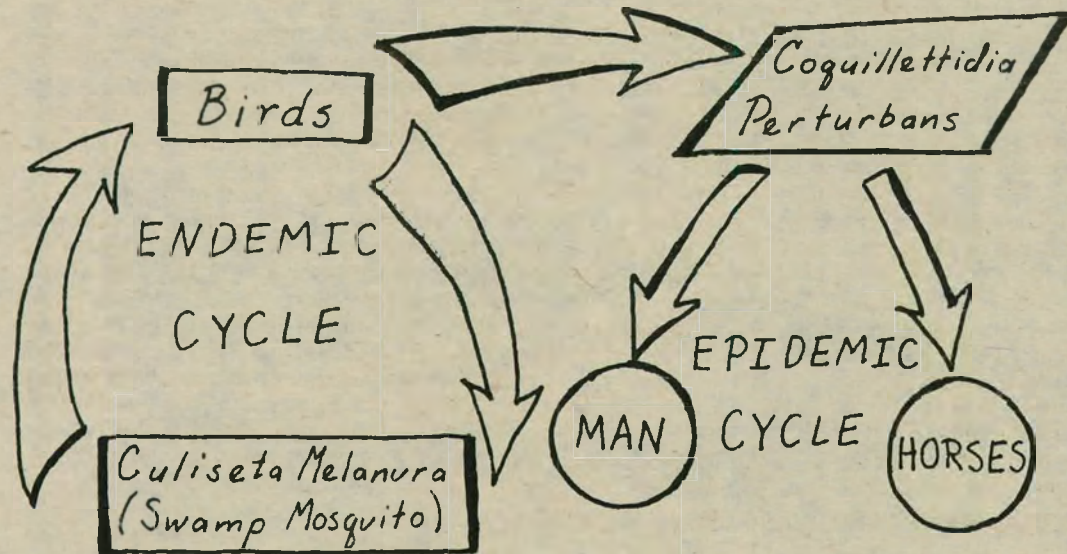 Birds
Coquillettidia
Perturbans
ENDEMIC
CYCLE
Culiseta Melanura
(Swamp Mosquito)
EPIDEMIC
CYCLE
MAN
HORSES